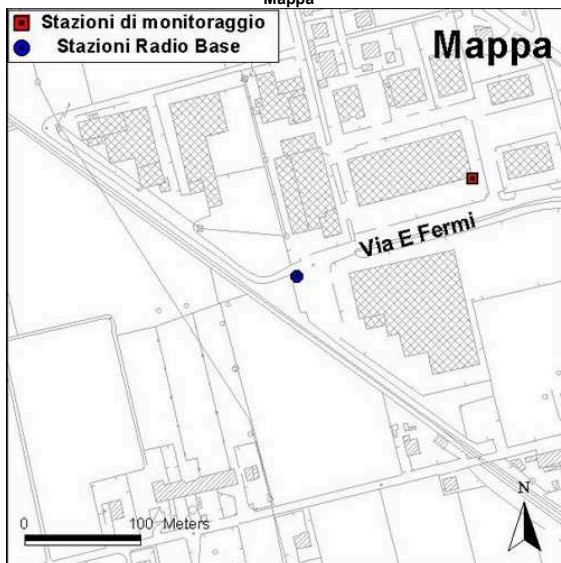 Mappa
Stazioni di monitoraggio
Stazioni Radio Base
Mappa
Via E Fermi
N
0 100 Meters